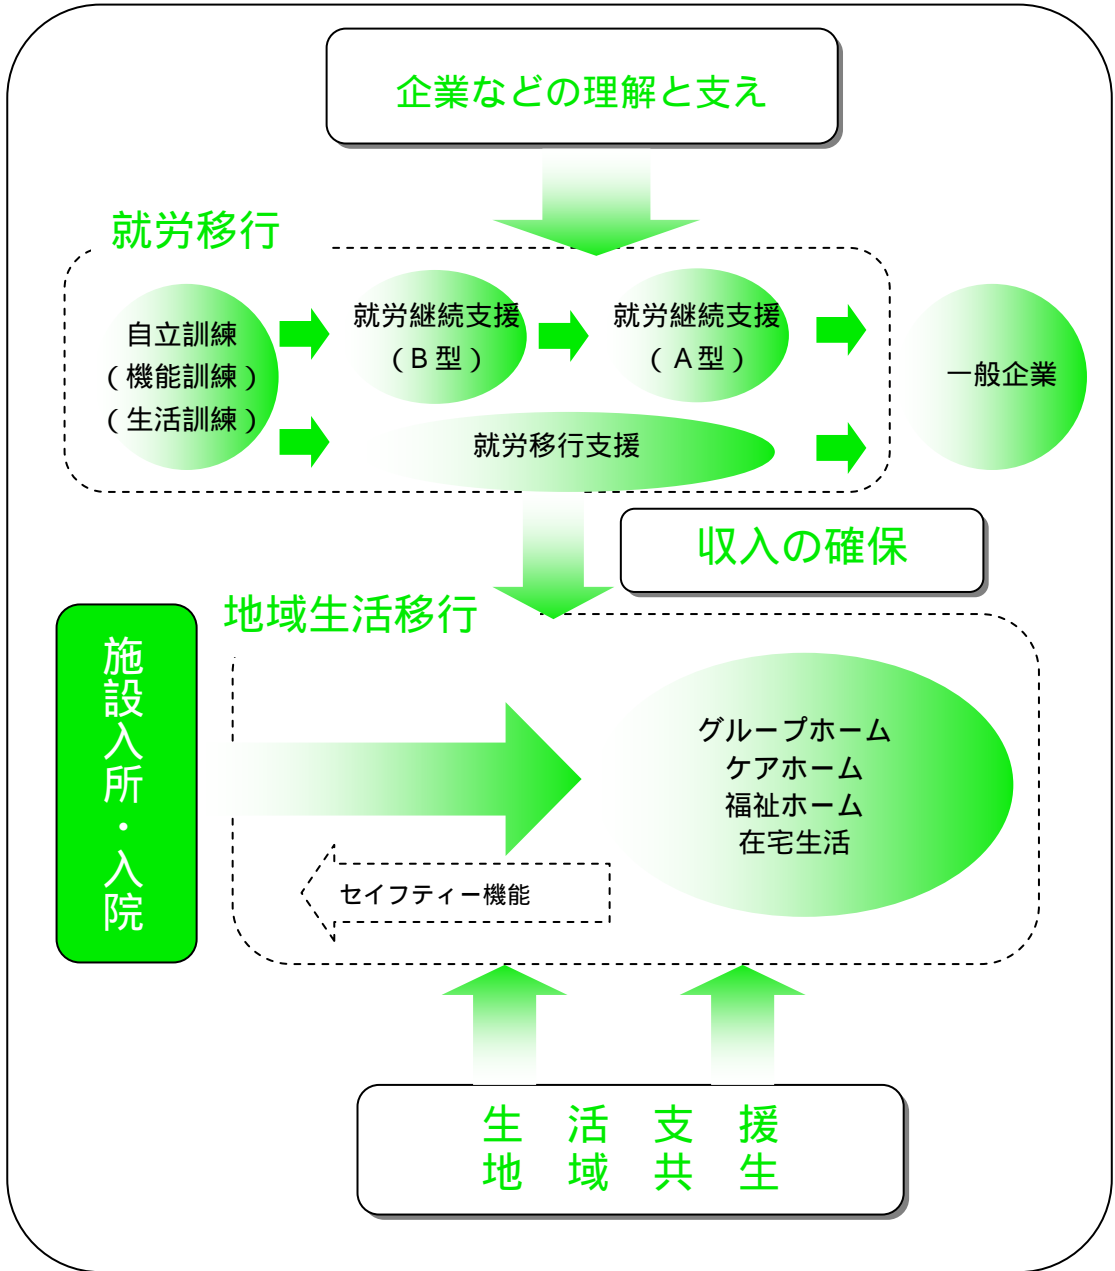 企業などの理解と支え
就労移行
自立訓練
（機能訓練）
（生活訓練）
就労継続支援
（Ｂ型）
就労継続支援
（Ａ型）
就労移行支援
一般企業
収入の確保
地域生活移行
施設入所・入院
グループホーム
ケアホーム
福祉ホーム
在宅生活
セイフティー機能
生　活　支　援
地　域　共　生